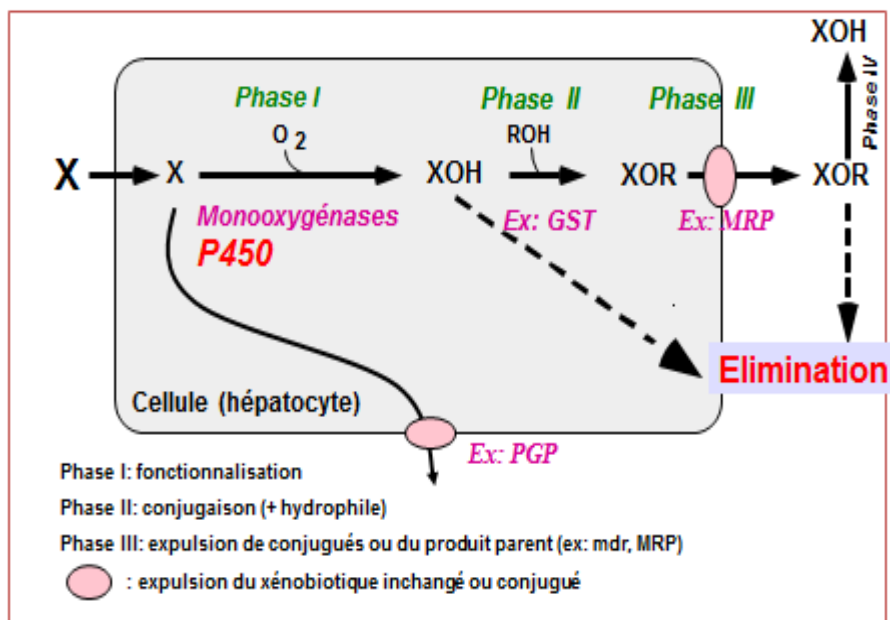 XOH
Phase I
Phase II
Phase III
Phase IV
O 2
ROH
X
X
XOH
XOR
XOR
Monooxygénases
P450
Ex: GST
Ex: MRP
Elimination
Cellule (hépatocyte)
Ex: PGP
Phase I: fonctionnalisation
Phase II: conjugaison (+ hydrophile)
Phase III: expulsion de conjugués ou du produit parent (ex: mdr, MRP)
: expulsion du xénobiotique inchangé ou conjugué